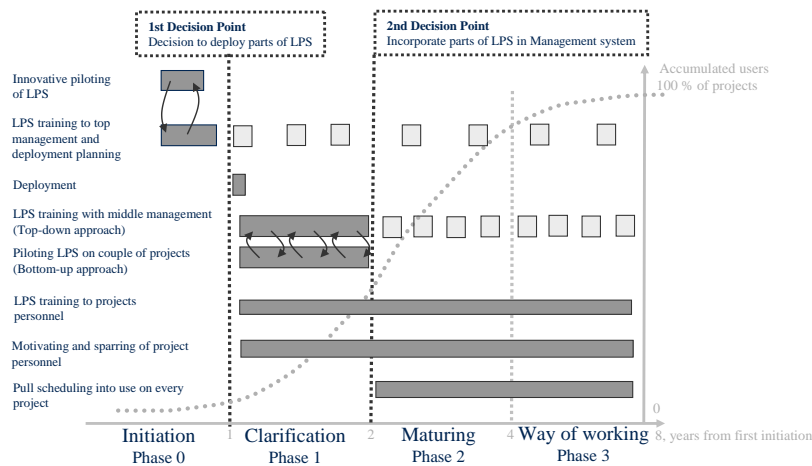 1st Decision Point
Decision to deploy parts of LPS
2nd Decision Point
Incorporate parts of LPS in Management system
Innovative piloting
of LPS
Accumulated users
100 % of projects
LPS training to top
management and
deployment planning
Deployment
LPS training with middle management
(Top-down approach)
Piloting LPS on couple of projects
(Bottom-up approach)
LPS training to projects
personnel
Motivating and sparring of project
personnel
Pull scheduling into use on every
project
0
1
2
4
8, years from first initiation
Initiation
Phase 0
Clarification
Phase 1
Maturing
Phase 2
Way of working
Phase 3